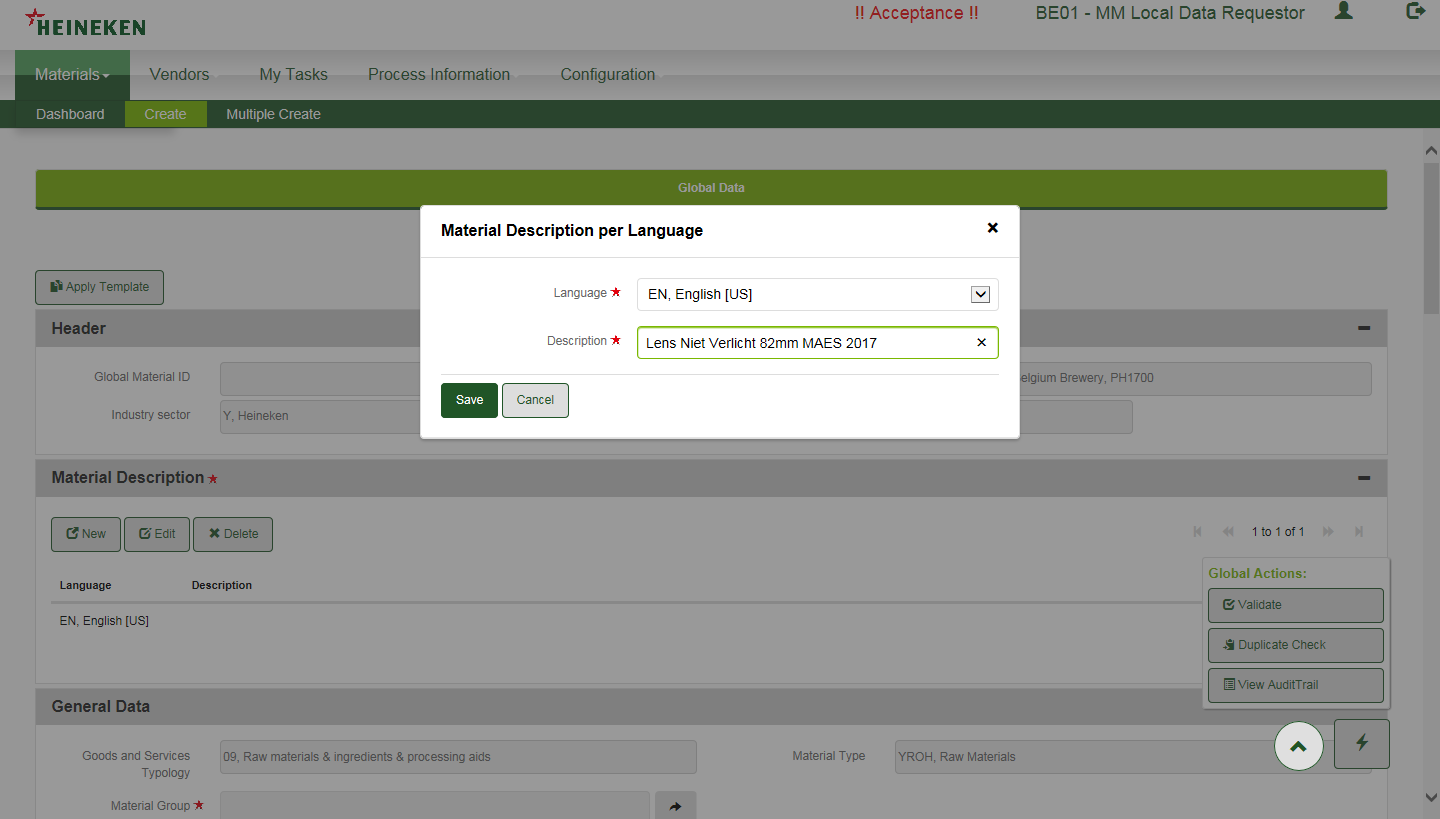 HEINEKEN
!! Acceptance !!
BE01 - MM Local Data Requestor
Materials
Vendors
My Tasks
Process Information
Configuration
Dashboard
Create
Multiple Create
Global Data
Material Description per Language
Language
EN, English [US]
Description
Lens Niet Verlicht 82mm MAES 2017
Save
Cancel
Apply Template
Header
Global Material ID
elgium Brewery, PH1700
Industry sector
Y, Heineken
Material Description
New
Edit
Delete
1 to 1 of 1
Language Description
EN, English [US]
Global Actions:
Validate
Duplicate Check
View AuditTrail
General Data
Goods and Services
Typology
09, Raw materials & ingredients & processing aids
Material Type
YROH, Raw Materials
Material Group